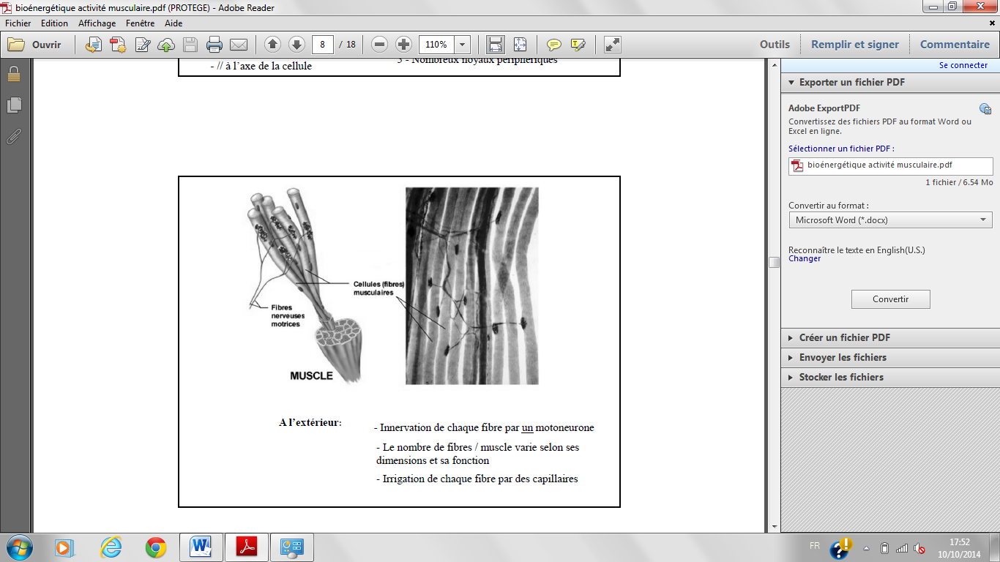 bioénergétique activité musculaire.pdf (PROTEGE) - Adobe Reader
Fichier Edition Affichage Fenêtre Aide
Ouvrir 8 / 18 110% Outils Remplir et signer Commentaire
- // à l'axe de la cellule
5 - Nombreux noyaux périphériques
Cellules (fibres)
musculaires
Fibres
nerveuses
motrices
MUSCLE
A l'extérieur:
- Innervation de chaque fibre par un motoneurone
- Le nombre de fibres / muscle varie selon ses
dimensions et sa fonction
- Irrigation de chaque fibre par des capillaires
Se connecter
Exporter un fichier PDF
Adobe ExportPDF
Convertissez des fichiers PDF au format Word ou
Excel en ligne.
Sélectionner un fichier PDF :
bioénergétique activité musculaire.pdf
1 fichier / 6.54 Mo
Convertir au format :
Microsoft Word (*.docx)
Reconnaître le texte en English(U.S.)
Changer
Convertir
Créer un fichier PDF
Envoyer les fichiers
Stocker les fichiers
FR
17:52
10/10/2014